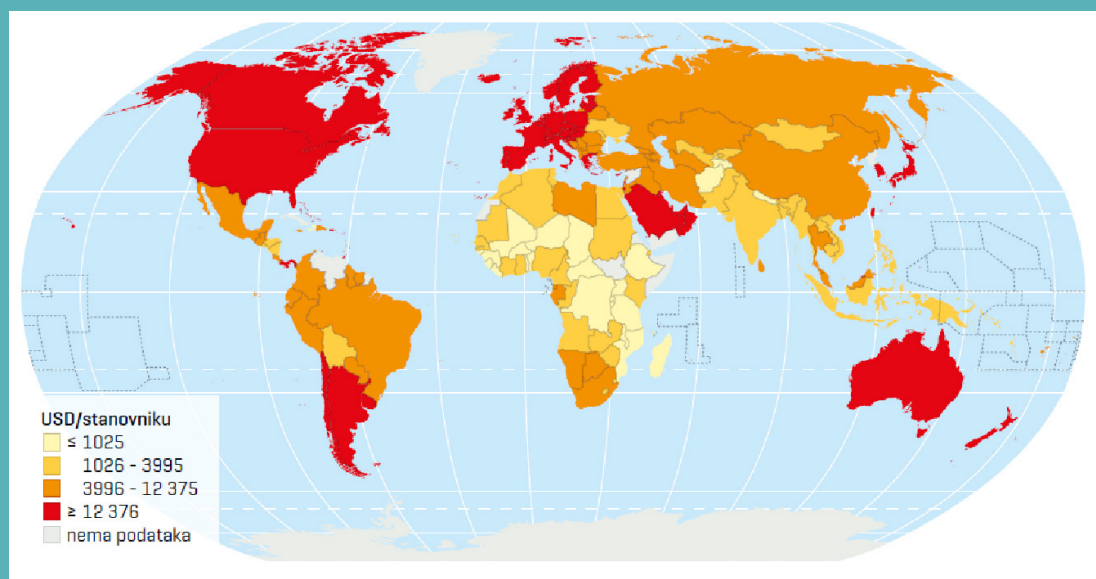 USD/stanovniku
≤ 1025
1026 - 3995
3996 - 12 375
≥ 12 376
nema podataka